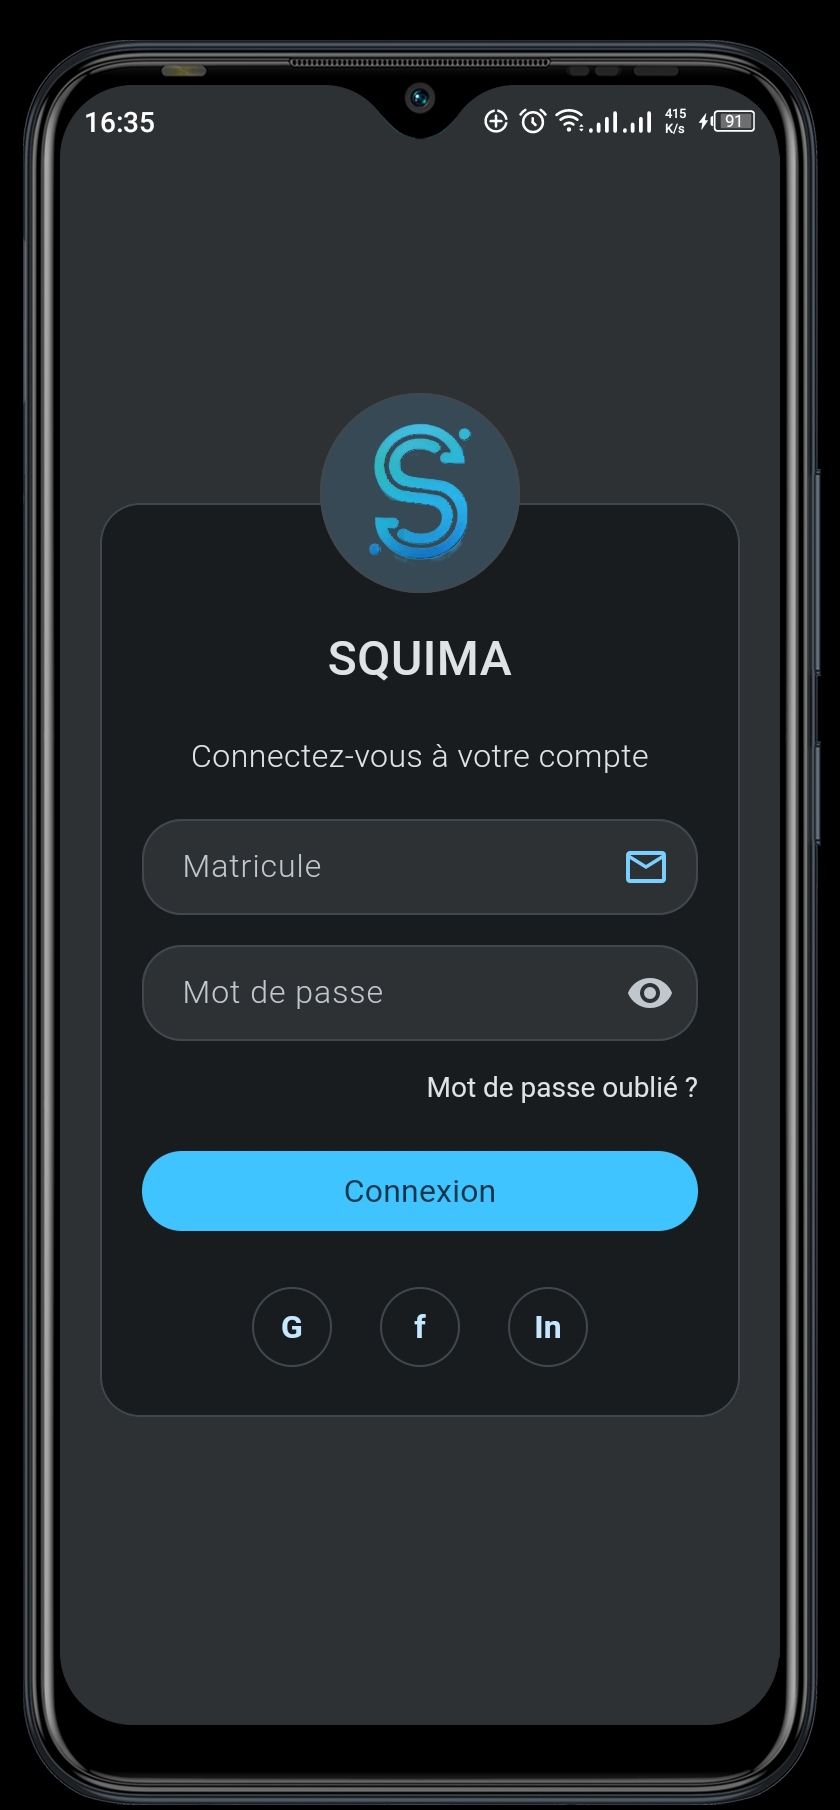 16:35
415
K/s
91
S
SQUIMA
Connectez-vous à votre compte
Matricule
Mot de passe
Mot de passe oublié ?
Connexion
G
f
In